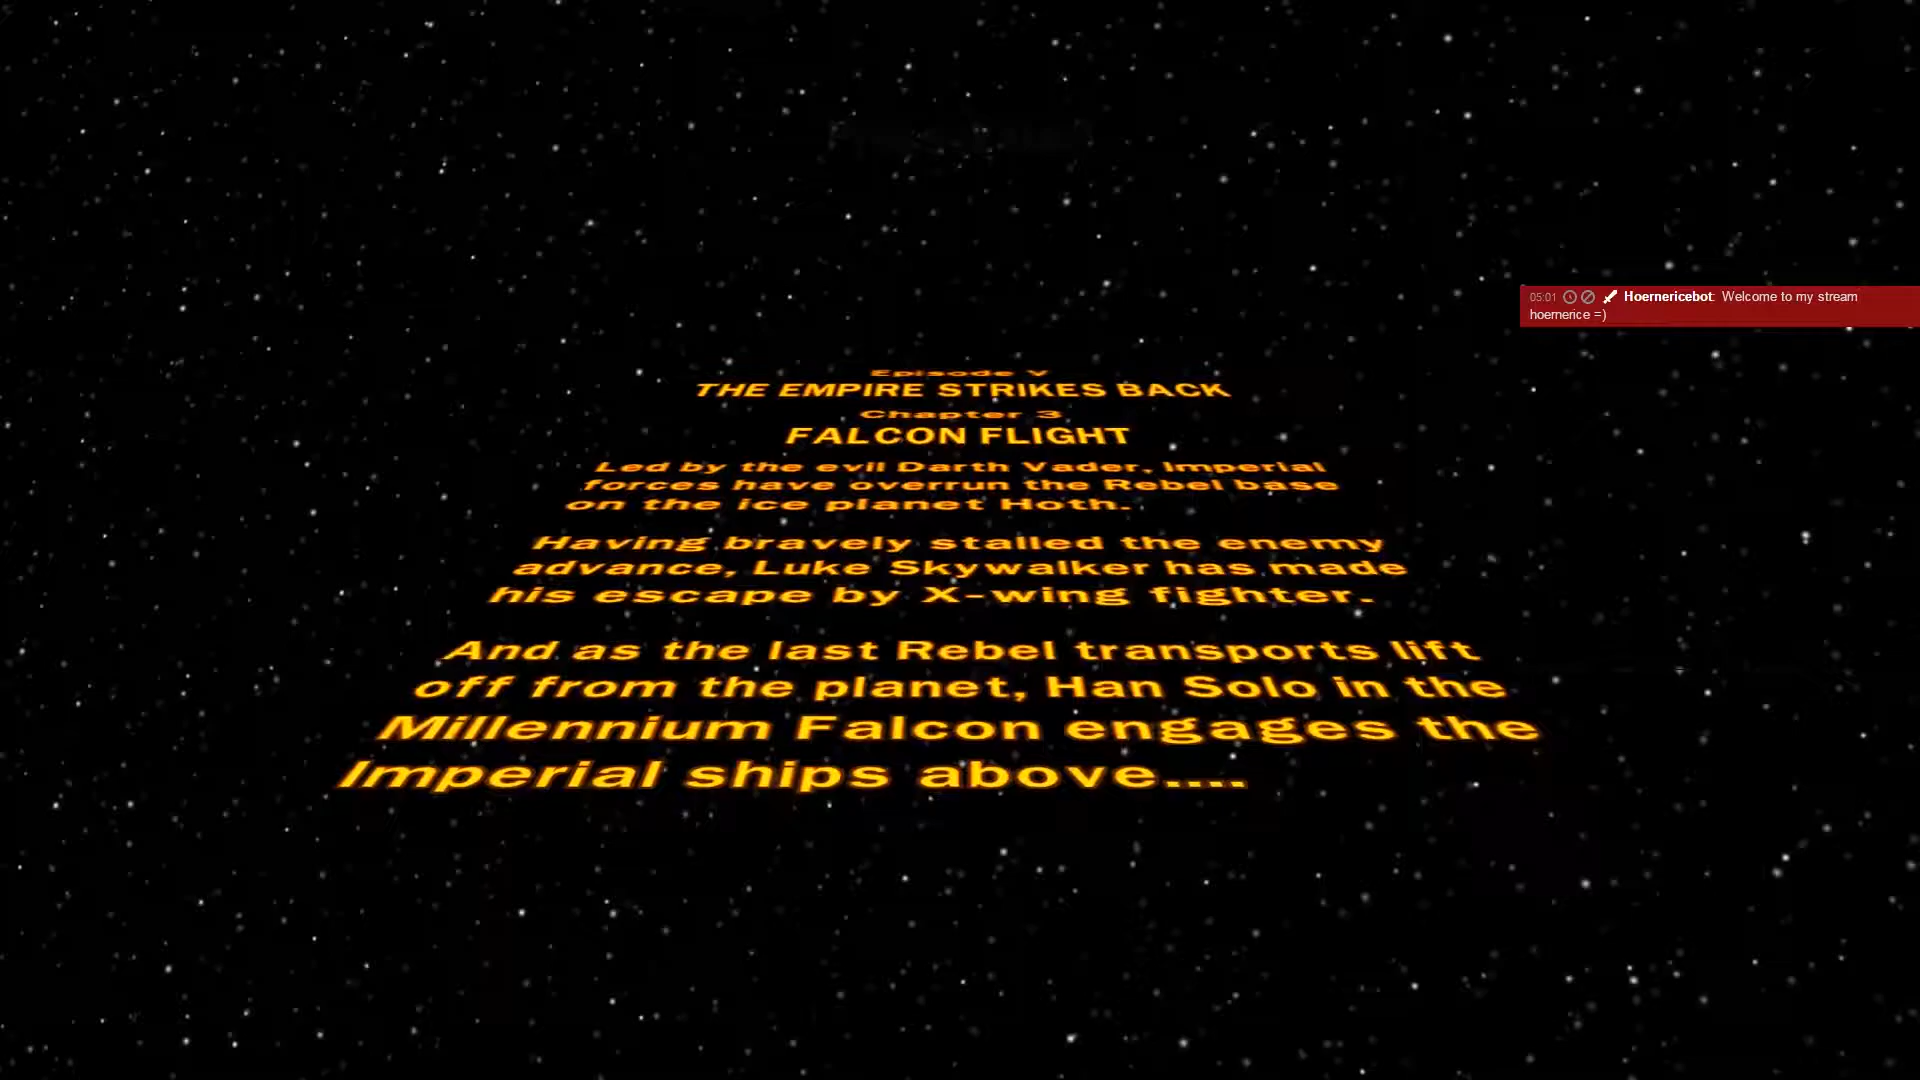 Episode V
THE EMPIRE STRIKES BACK
Chapter 3
FALCON FLIGHT
Led by the evil Darth Vader, Imperial
forces have overrun the Rebel base
on the ice planet Hoth.
Having bravely stalled the enemy
advance, Luke Skywalker has made
his escape by X-wing fighter.
And as the last Rebel transports lift
off from the planet, Han Solo in the
Millennium Falcon engages the
Imperial ships above....
05:01 Hoernericebot: Welcome to my stream
hoernerice =)